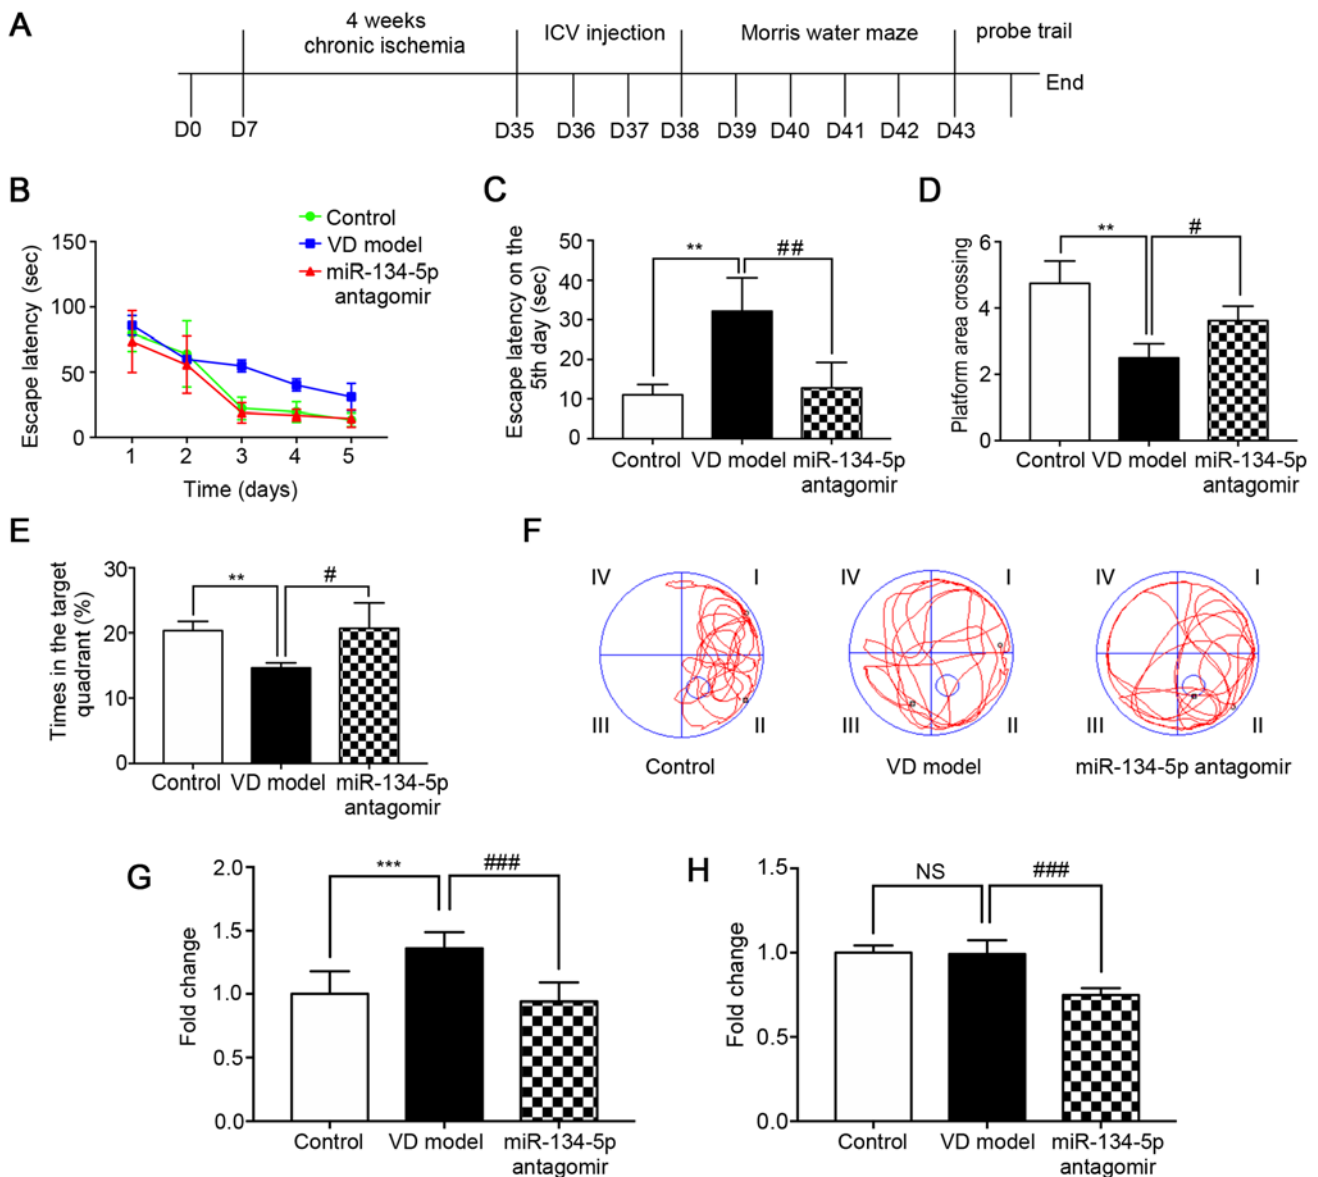 A
4 weeks
chronic ischemia
ICV injection
Morris water maze
probe trail
End
D0
D7
D35
D36
D37
D38
D39
D40
D41
D42
D43
B
Control
VD model
miR-134-5p
antagomir
Escape latency (sec)
150
100
50
0
1
2
3
4
5
Time (days)
C
Escape latency on the
5th day (sec)
50
40
30
20
10
0
**
##
Control
VD model
miR-134-5p
antagomir
D
Platform area crossing
6
4
2
0
**
#
Control
VD model
miR-134-5p
antagomir
E
Times in the target
quadrant (%)
30
20
10
0
**
#
Control
VD model
miR-134-5p
antagomir
F
IV
I
III
II
Control
IV
I
III
II
VD model
IV
I
III
II
miR-134-5p antagomir
G
Fold change
2.0
1.5
1.0
0.5
0.0
***
###
Control
VD model
miR-134-5p
antagomir
H
Fold change
1.5
1.0
0.5
0.0
NS
###
Control
VD model
miR-134-5p
antagomir